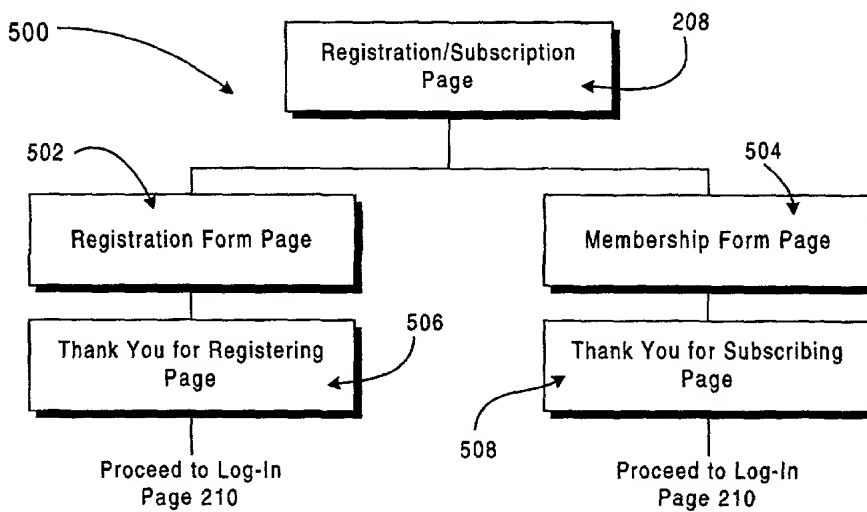 500
Registration/Subscription
Page
208
502
504
Registration Form Page
Membership Form Page
Thank You for Registering
Page
506
Thank You for Subscribing
Page
508
Proceed to Log-In
Page 210
Proceed to Log-In
Page 210